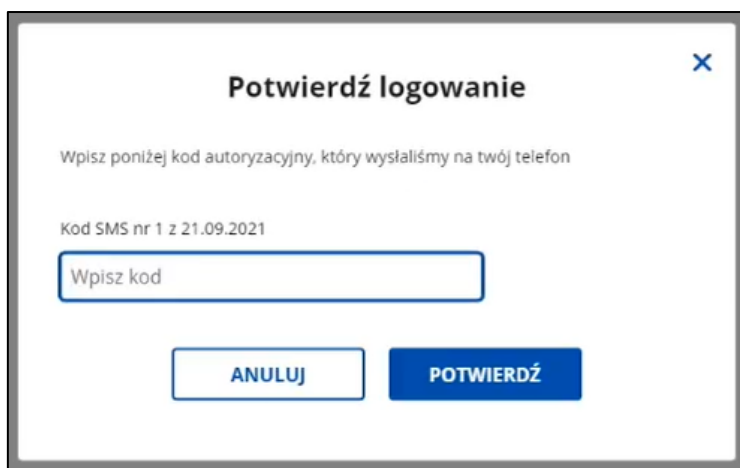 Potwierdź logowanie
Wpisz poniżej kod autoryzacyjny, który wysłaliśmy na twój telefon
Kod SMS nr 1 z 21.09.2021
Wpisz kod
ANULUJ
POTWIERDŹ